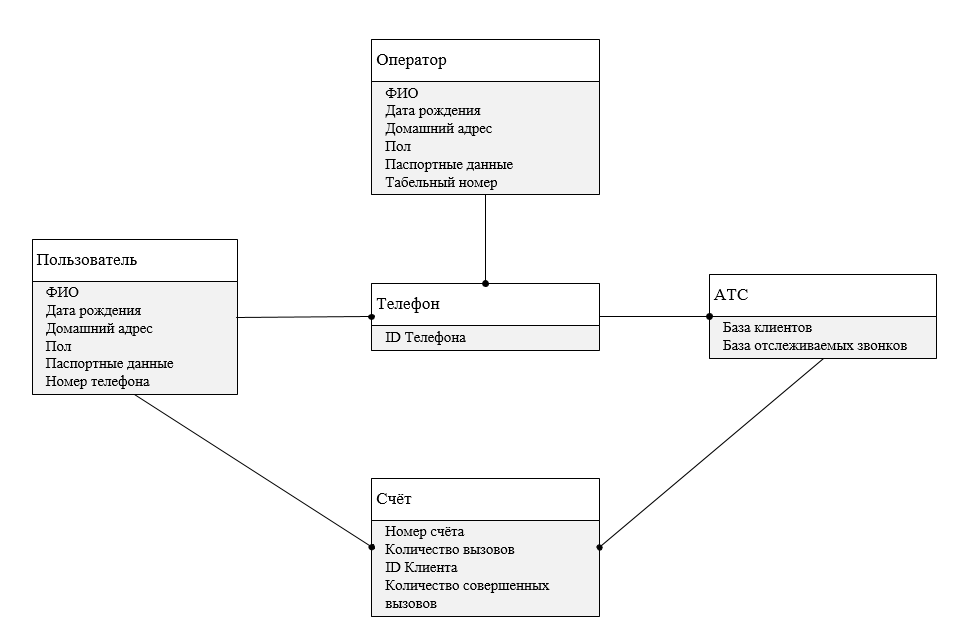 Оператор
ФИО
Дата рождения
Домашний адрес
Пол
Паспортные данные
Табельный номер
Пользователь
ФИО
Дата рождения
Домашний адрес
Пол
Паспортные данные
Номер телефона
Телефон
ID Телефона
АТС
База клиентов
База отслеживаемых звонков
Счёт
Номер счёта
Количество вызовов
ID Клиента
Количество совершенных
вызовов